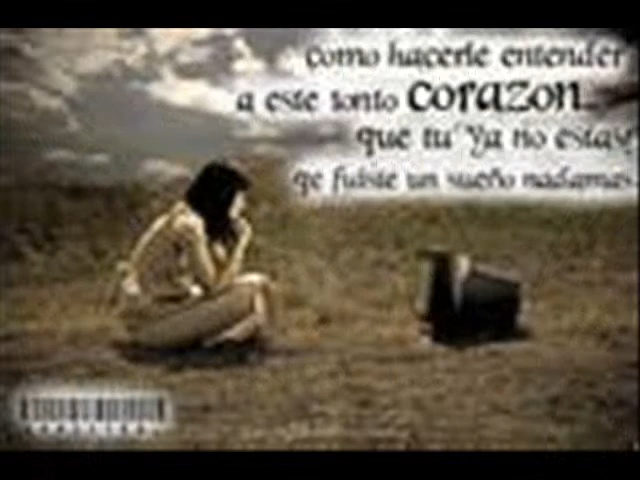 como hacerle entender
a este tonto corazon...
que tu ya no estas y
qe fuiste un sueño nadamas